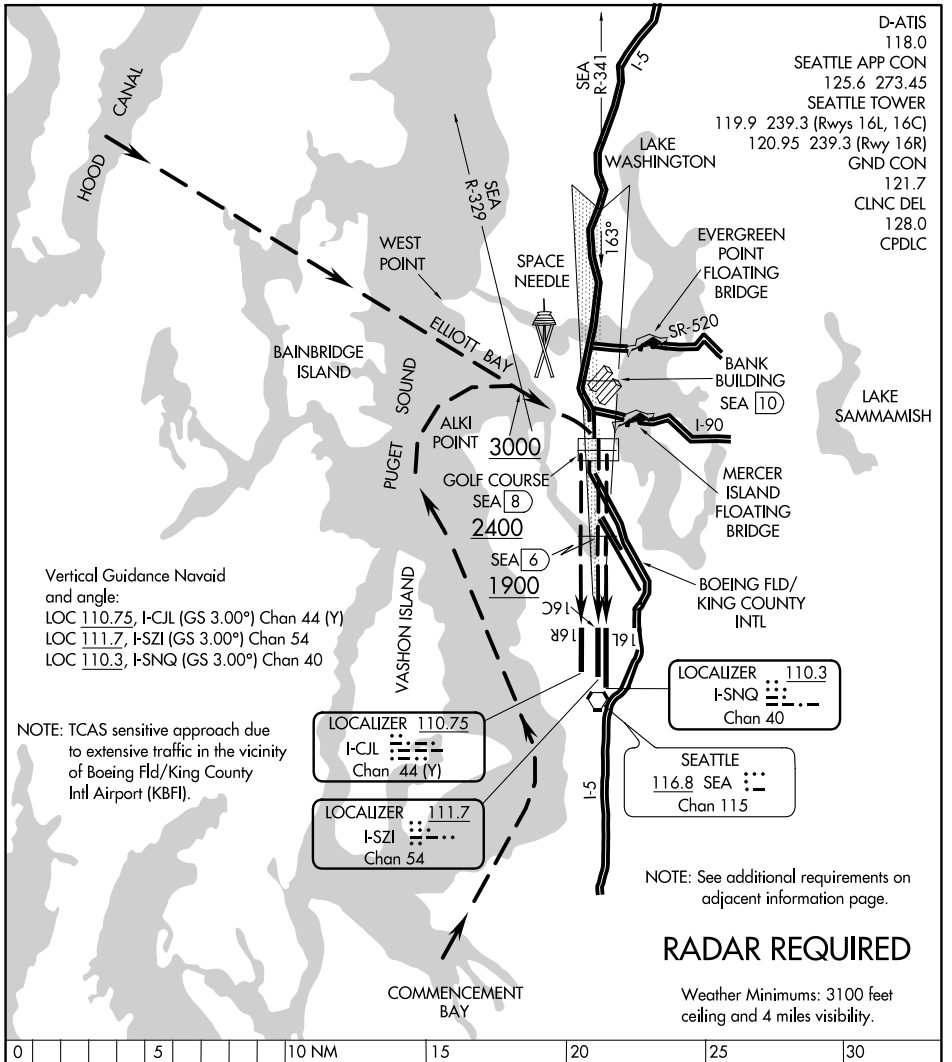 D-ATIS
118.0
SEATTLE APP CON
125.6 273.45
SEATTLE TOWER
119.9 239.3 (Rwys 16L, 16C)
120.95 239.3 (Rwy 16R)
GND CON
121.7
CLNC DEL
128.0
CPDLC
HOOD CANAL
SEA
R-341
I-5
LAKE
WASHINGTON
SEA
R-329
163°
WEST
POINT
SPACE
NEEDLE
EVERGREEN
POINT
FLOATING
BRIDGE
SR-520
ELLIOTT BAY
BAINBRIDGE
ISLAND
BANK
BUILDING
SEA 10
LAKE
SAMMAMISH
PUGET SOUND
ALKI
POINT
3000
I-90
GOLF COURSE
SEA 8
2400
MERCER
ISLAND
FLOATING
BRIDGE
SEA 6
1900
BOEING FLD/
KING COUNTY
INTL
Vertical Guidance Navaid
and angle:
LOC 110.75, I-CJL (GS 3.00°) Chan 44 (Y)
LOC 111.7, I-SZI (GS 3.00°) Chan 54
LOC 110.3, I-SNQ (GS 3.00°) Chan 40
VASHON ISLAND
16R
16C
16L
LOCALIZER 110.3
I-SNQ
Chan 40
NOTE: TCAS sensitive approach due
to extensive traffic in the vicinity
of Boeing Fld/King County
Intl Airport (KBFI).
LOCALIZER 110.75
I-CJL
Chan 44 (Y)
SEATTLE
116.8 SEA
Chan 115
I-5
LOCALIZER 111.7
I-SZI
Chan 54
NOTE: See additional requirements on
adjacent information page.
RADAR REQUIRED
COMMENCEMENT
BAY
Weather Minimums: 3100 feet
ceiling and 4 miles visibility.
0 5 10 NM 15 20 25 30